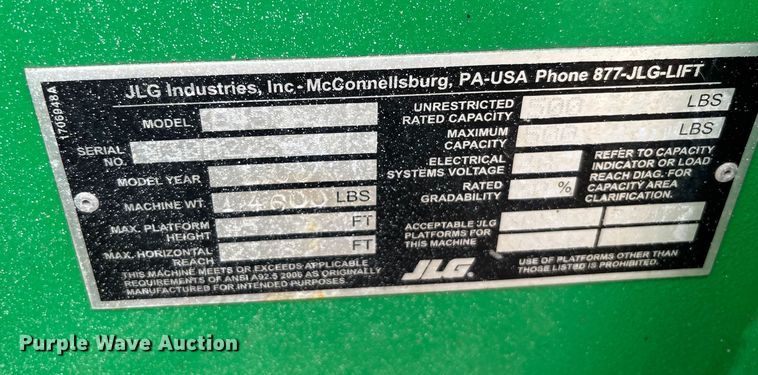 JLG Industries, Inc - McConnellsburg, PA-USA Phone 877-JLG-LIFT
1706948A
MODEL
SERIAL
NO.
MODEL YEAR
MACHINE WT. LBS
MAX. PLATFORM
HEIGHT FT
MAX. HORIZONTAL
REACH FT
THIS MACHINE MEETS OR EXCEEDS APPLICABLE
REQUIREMENTS OF ANSI A92.5 2006 AS ORIGINALLY
MANUFACTURED FOR INTENDED PURPOSES.
UNRESTRICTED
RATED CAPACITY LBS
MAXIMUM
CAPACITY LBS
ELECTRICAL
SYSTEMS VOLTAGE
RATED
GRADABILITY %
REFER TO CAPACITY
INDICATOR OR LOAD
REACH DIAG. FOR
CAPACITY AREA
CLARIFICATION.
ACCEPTABLE JLG
PLATFORMS FOR
THIS MACHINE
JLG.
USE OF PLATFORMS OTHER THAN
THOSE LISTED IS PROHIBITED.
Purple Wave Auction